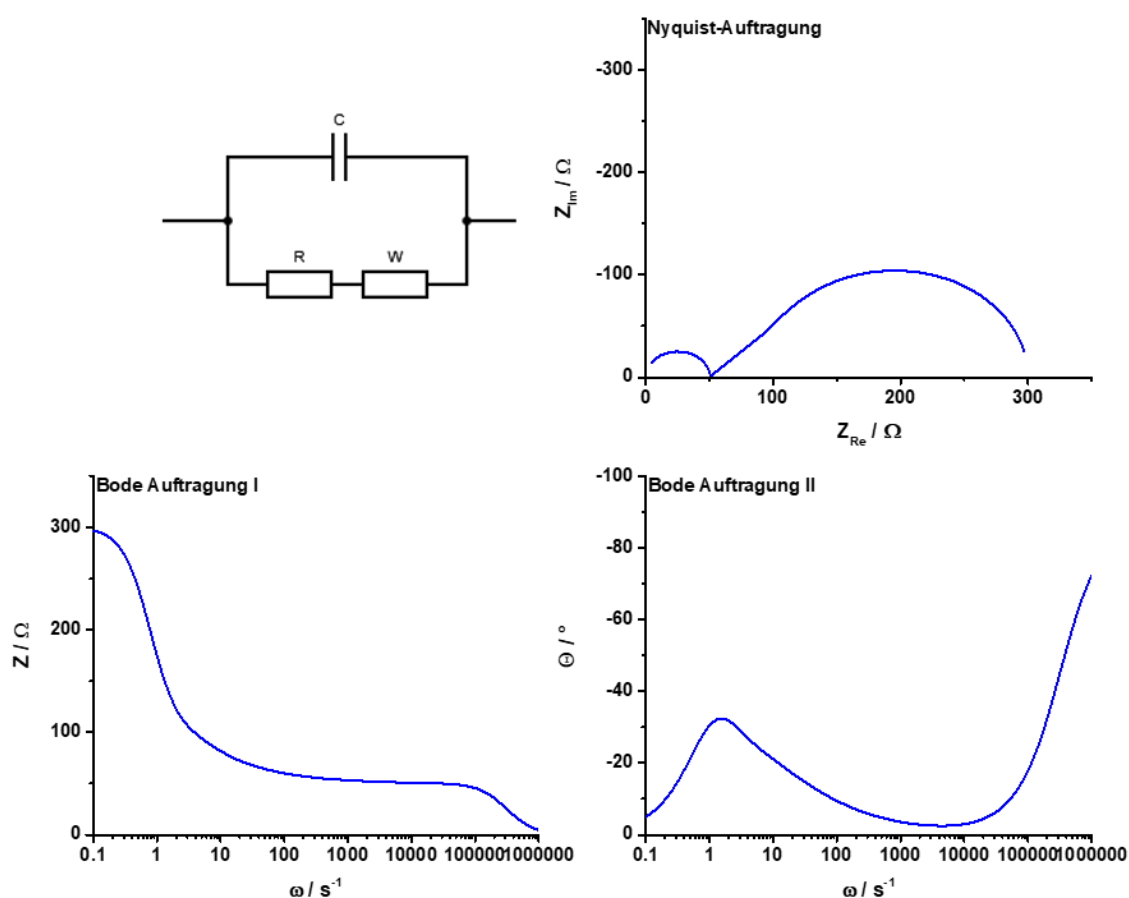 C
R
W
Nyquist-Auftragung
-300
-200
-100
0
Z_Im / Ω
0
100
200
300
Z_Re / Ω
Bode Auftragung I
300
200
100
0
Z / Ω
0.1
1
10
100
1000
10000
100000
1000000
ω / s⁻¹
Bode Auftragung II
-100
-80
-60
-40
-20
0
Θ / °
0.1
1
10
100
1000
10000
100000
1000000
ω / s⁻¹